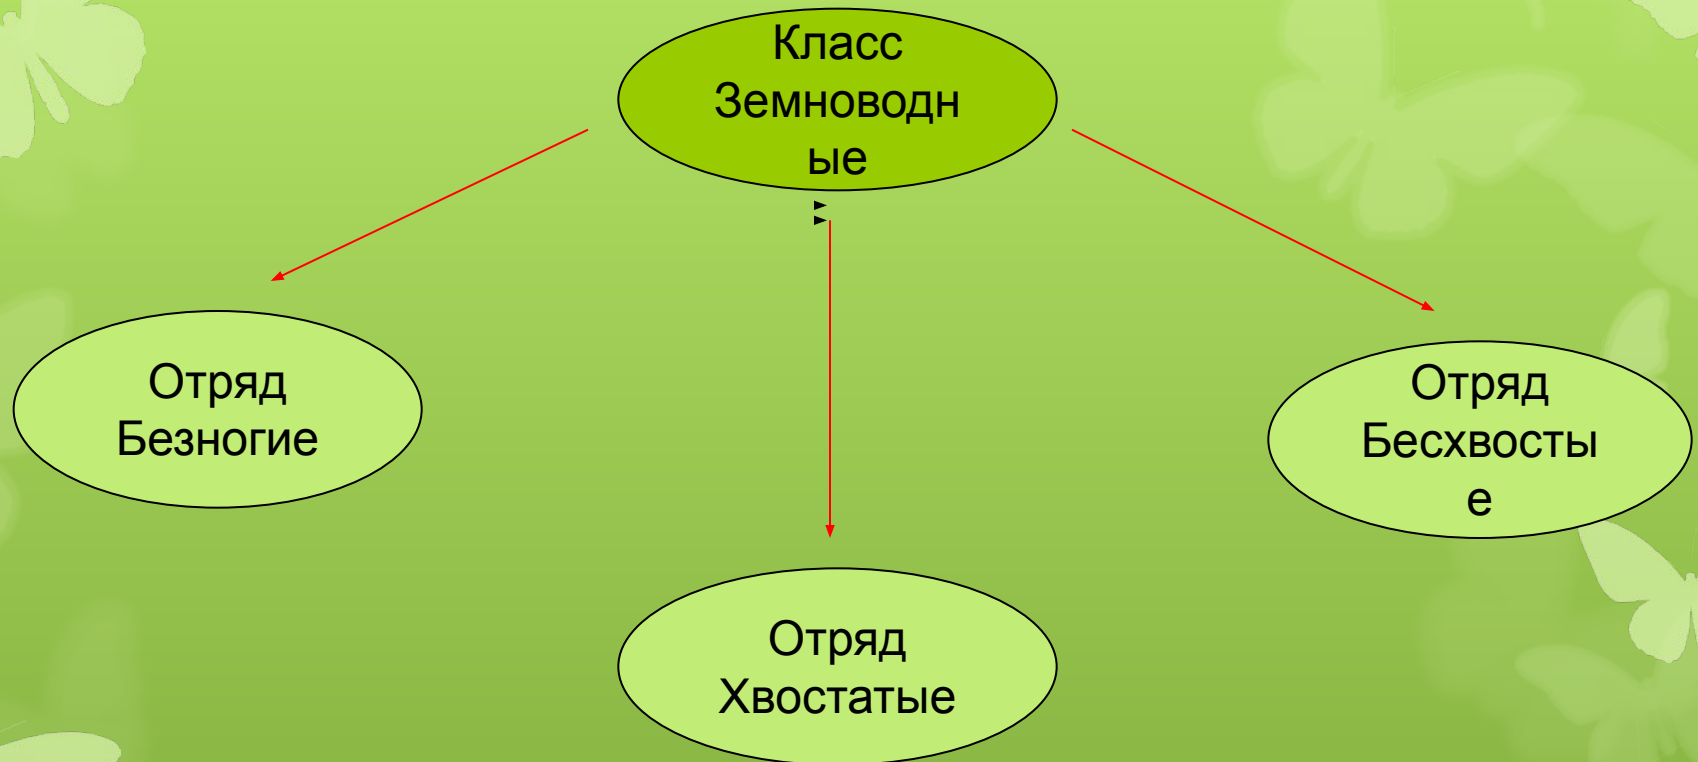 Класс
Земноводн
ые
Отряд
Безногие
Отряд
Бесхвосты
е
Отряд
Хвостатые